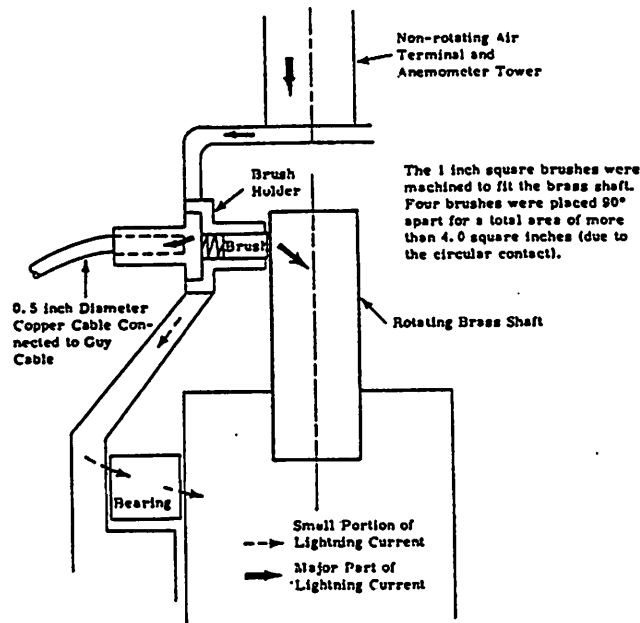 Non-rotating Air
Terminal and
Anemometer Tower
Brush
Holder
The 1 inch square brushes were
machined to fit the brass shaft.
Four brushes were placed 90°
apart for a total area of more
than 4.0 square inches (due to
the circular contact).
Brush
0.5 inch Diameter
Copper Cable Con-
nected to Guy
Cable
Rotating Brass Shaft
Bearing
Small Portion of
Lightning Current
Major Part of
Lightning Current